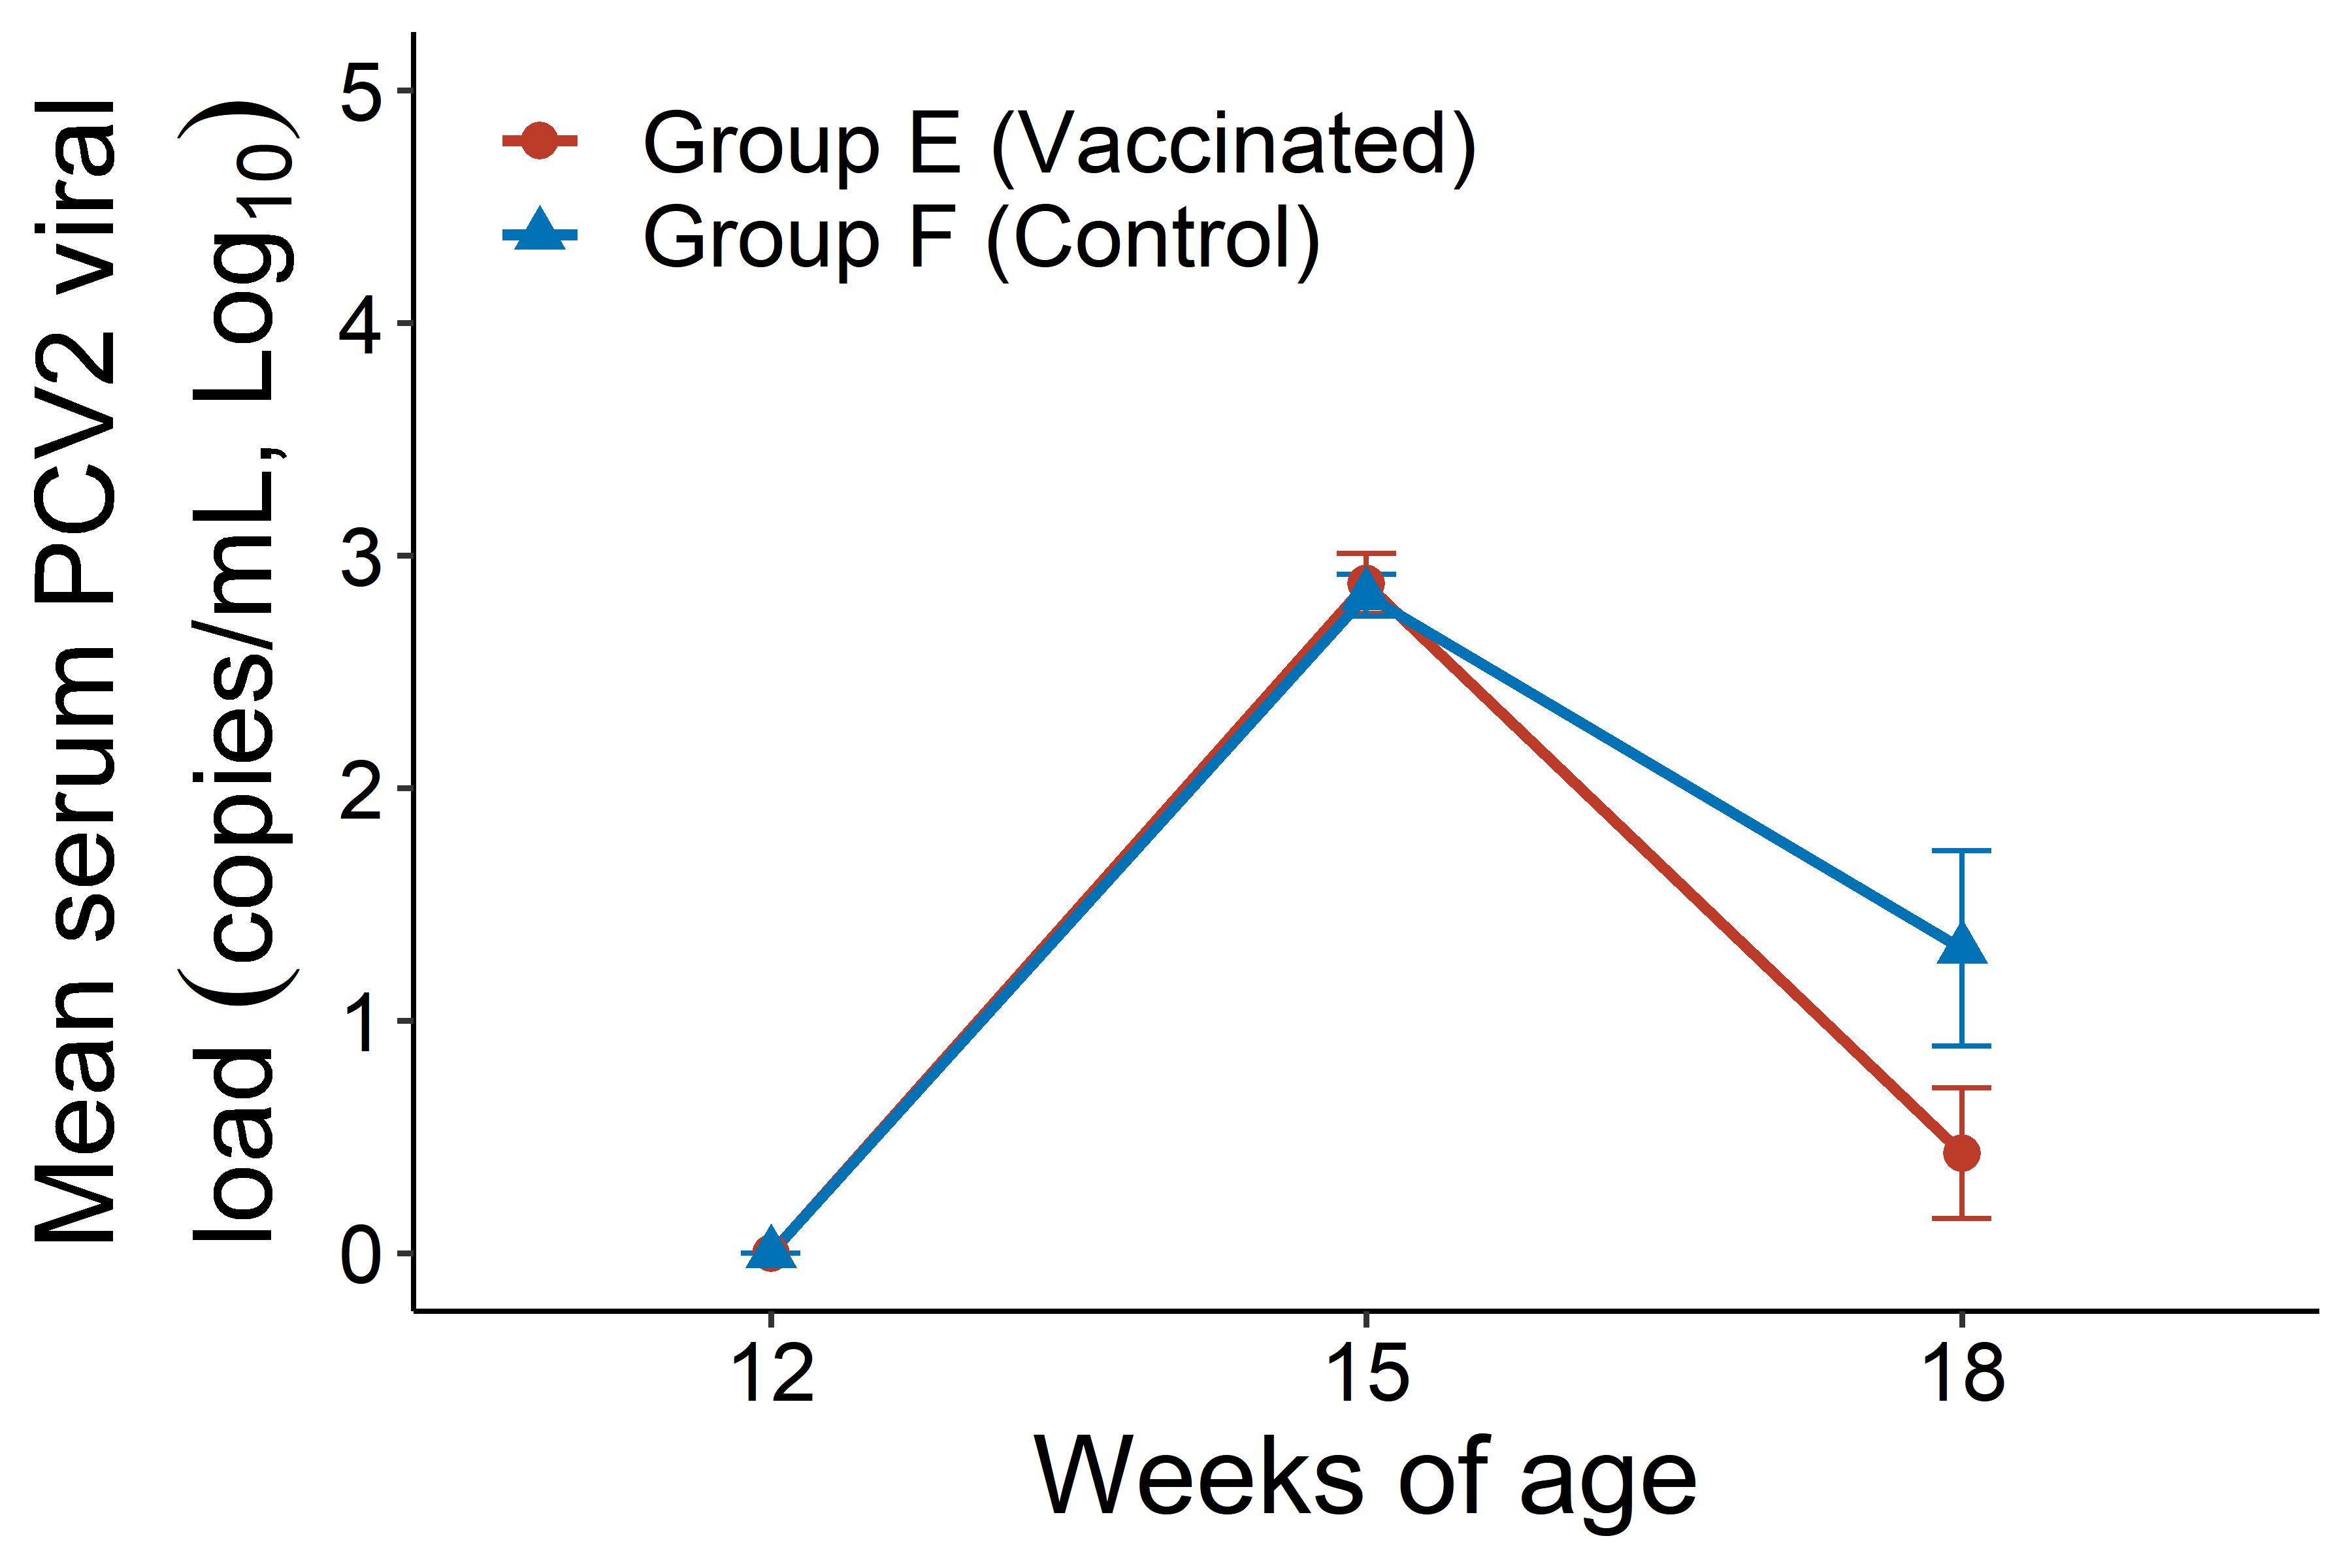 Mean serum PCV2 viral
load (copies/mL, Log10)
5
4
3
2
1
0
Group E (Vaccinated)
Group F (Control)
12 15 18
Weeks of age